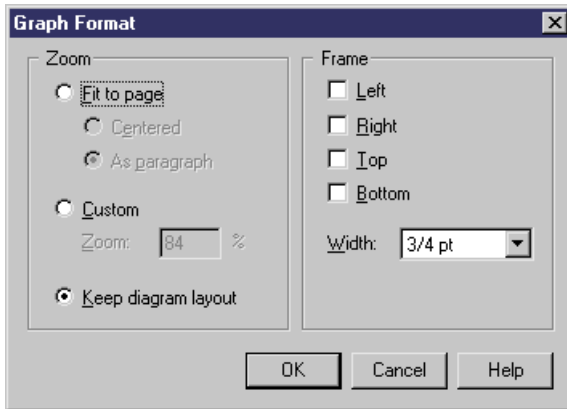 Graph Format
Zoom
Fit to page
Centered
As paragraph
Custom
Zoom: 84 %
Keep diagram layout
Frame
Left
Right
Top
Bottom
Width: 3/4 pt
OK Cancel Help